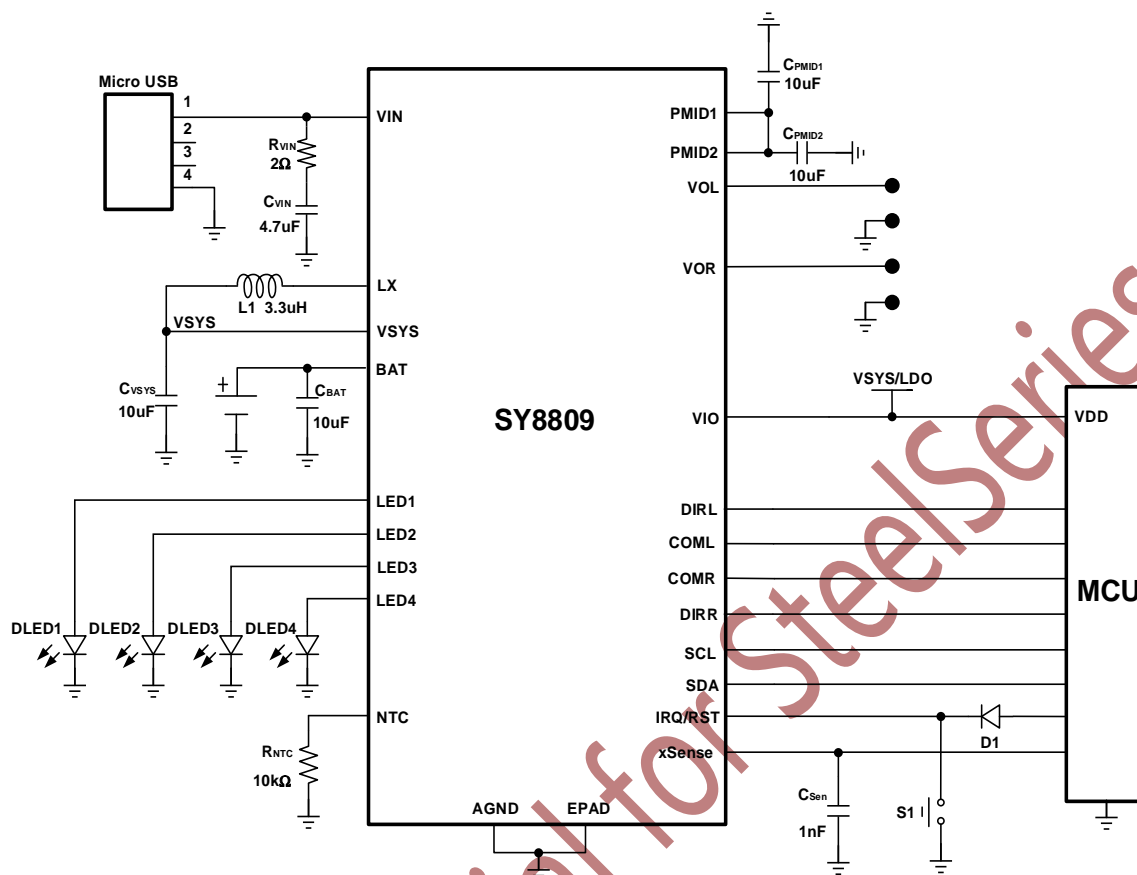 Micro USB
1
2
3
4
VIN
RVIN
2Ω
CVIN
4.7uF
LX
L1 3.3uH
VSYS
VSYS
BAT
CVSYS
10uF
+
CBAT
10uF
LED1
LED2
LED3
LED4
DLED1
DLED2
DLED3
DLED4
NTC
RNTC
10kΩ
SY8809
AGND
EPAD
CPMID1
10uF
PMID1
CPMID2
PMID2
10uF
VOL
VOR
VSYS/LDO
VIO
VDD
DIRL
COML
COMR
DIRR
SCL
SDA
IRQ/RST
D1
xSense
CSen
1nF
S1
MCU
for SteelSeries